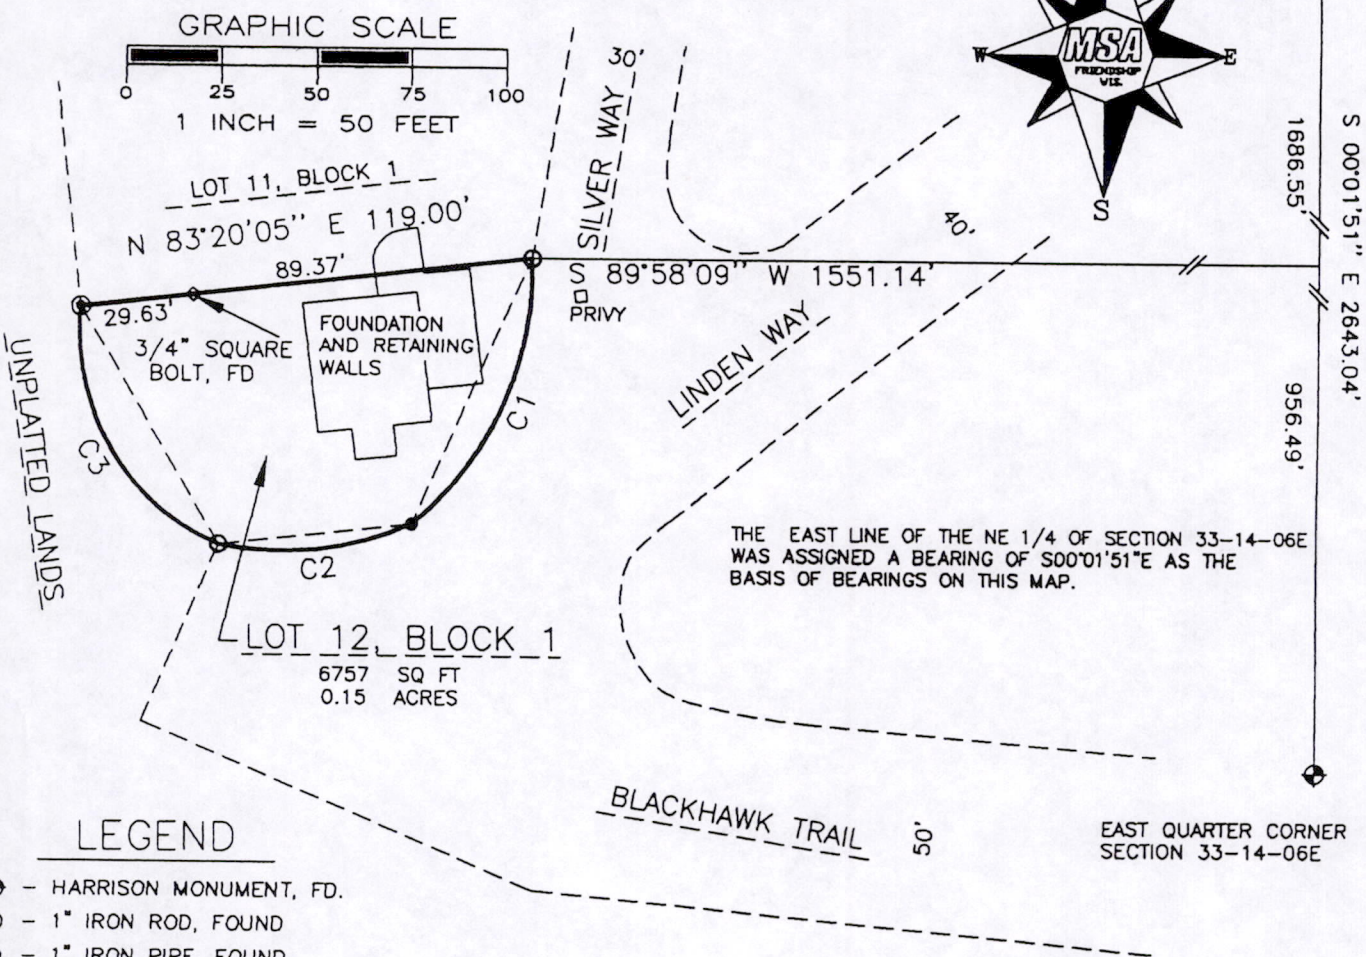 GRAPHIC SCALE
0 25 50 75 100
1 INCH = 50 FEET
LOT 11, BLOCK 1
N 83°20'05" E 119.00'
89.37'
29.63'
3/4" SQUARE
BOLT, FD
FOUNDATION
AND RETAINING
WALLS
30'
SILVER WAY
S 89°58'09" W 1551.14'
PRIVY
40'
LINDEN WAY
W
MSA
FRIENDSHIP
WIS.
E
S
1686.55'
S 00°01'51" E 2643.04'
956.49'
UNPLATTED LANDS
C3
C1
C2
THE EAST LINE OF THE NE 1/4 OF SECTION 33-14-06E
WAS ASSIGNED A BEARING OF S00°01'51"E AS THE
BASIS OF BEARINGS ON THIS MAP.
LOT 12, BLOCK 1
6757 SQ FT
0.15 ACRES
BLACKHAWK TRAIL
50'
EAST QUARTER CORNER
SECTION 33-14-06E
LEGEND
- HARRISON MONUMENT, FD.
- 1" IRON ROD, FOUND
- 1" IRON PIPE, FOUND